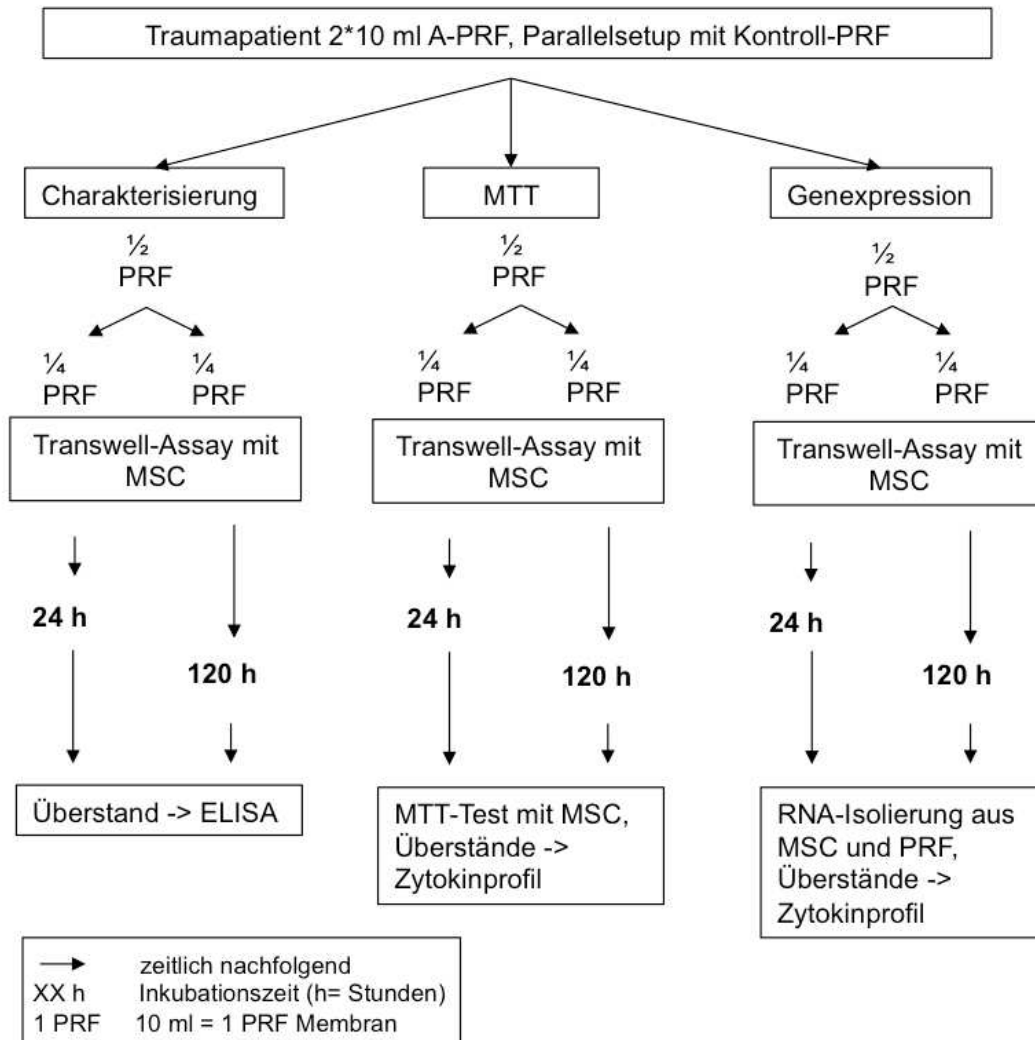 Traumapatient 2*10 ml A-PRF, Parallelsetup mit Kontroll-PRF
Charakterisierung
MTT
Genexpression
½
PRF
½
PRF
½
PRF
¼
PRF
¼
PRF
¼
PRF
¼
PRF
¼
PRF
¼
PRF
Transwell-Assay mit
MSC
Transwell-Assay mit
MSC
Transwell-Assay mit
MSC
24 h
120 h
24 h
120 h
24 h
120 h
Überstand -> ELISA
MTT-Test mit MSC,
Überstände ->
Zytokinprofil
RNA-Isolierung aus
MSC und PRF,
Überstände ->
Zytokinprofil
zeitlich nachfolgend
XX h Inkubationszeit (h= Stunden)
1 PRF 10 ml = 1 PRF Membran